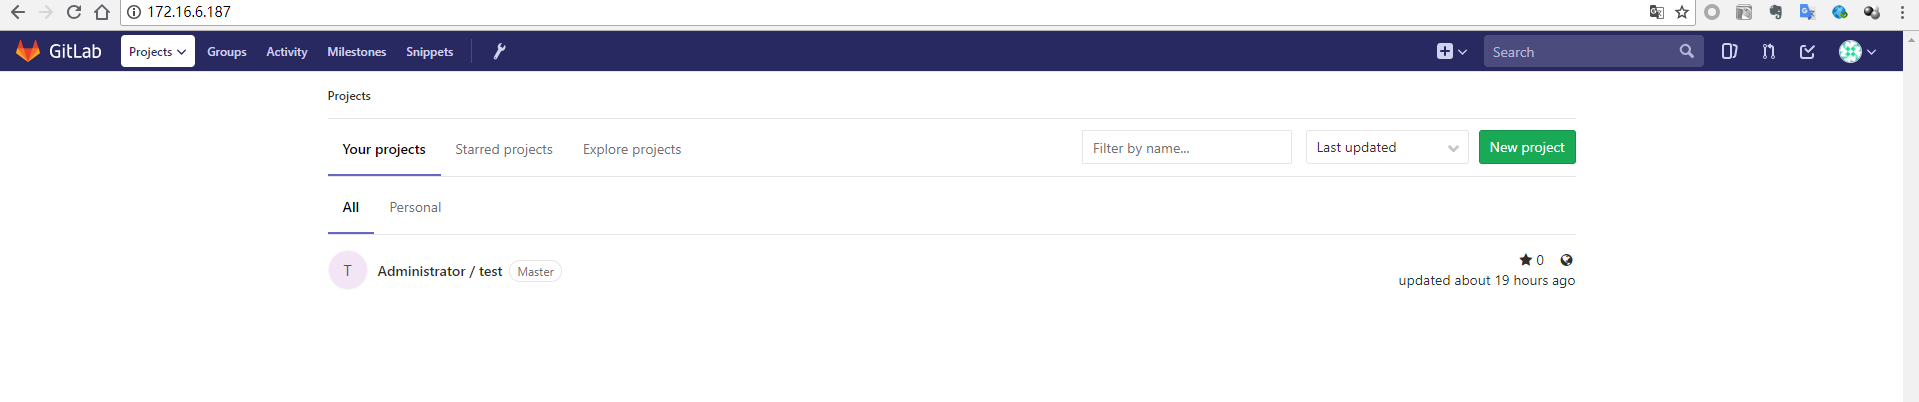 172.16.6.187
GitLab Projects Groups Activity Milestones Snippets Search
Projects
Your projects Starred projects Explore projects Filter by name... Last updated New project
All Personal
T Administrator / test Master 0
updated about 19 hours ago